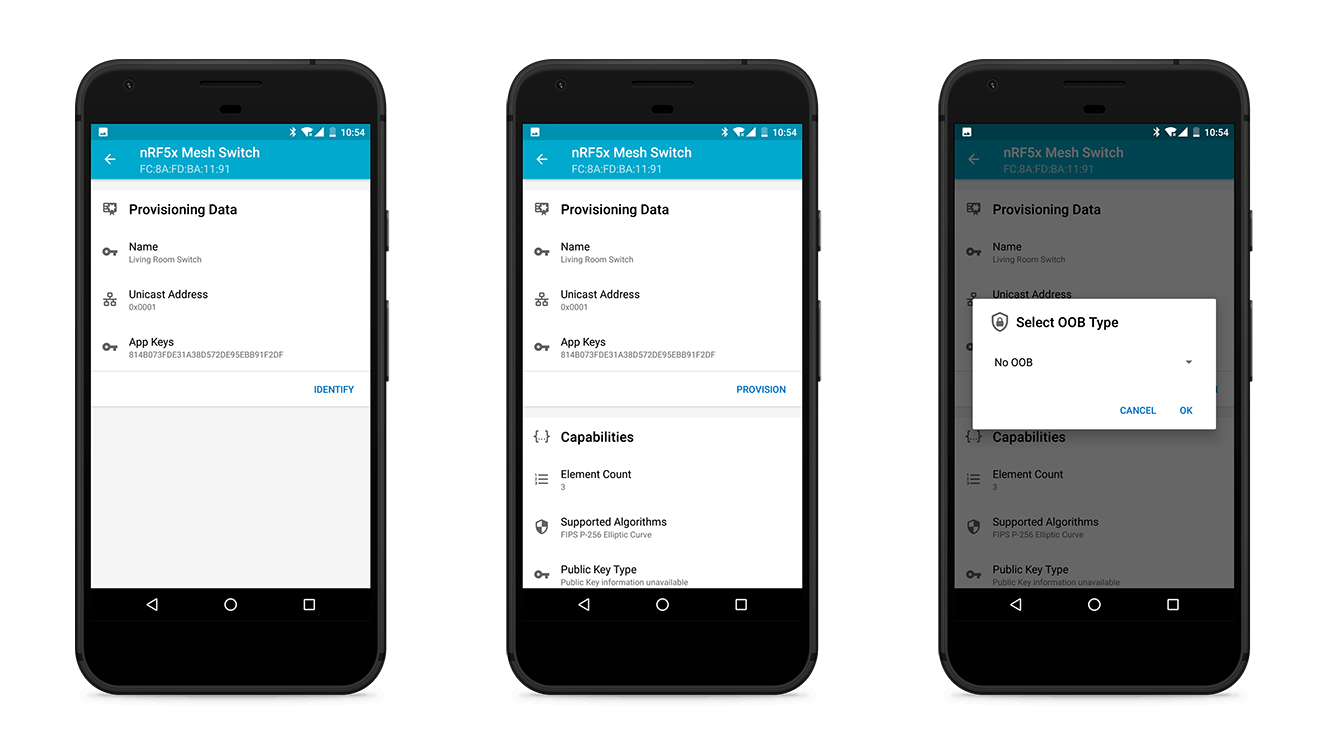 10:54
nRF5x Mesh Switch
FC:8A:FD:BA:11:91
Provisioning Data
Name
Living Room Switch
Unicast Address
0x0001
App Keys
814B073FDE31A38D572DE95EBB91F2DF
IDENTIFY
10:54
nRF5x Mesh Switch
FC:8A:FD:BA:11:91
Provisioning Data
Name
Living Room Switch
Unicast Address
0x0001
App Keys
814B073FDE31A38D572DE95EBB91F2DF
PROVISION
Capabilities
Element Count
3
Supported Algorithms
FIPS P-256 Elliptic Curve
Public Key Type
Public Key information unavailable
10:54
nRF5x Mesh Switch
FC:8A:FD:BA:11:91
Provisioning Data
Name
Living Room Switch
Unicast Address
Select OOB Type
No OOB
CANCEL OK
Capabilities
Element Count
3
Supported Algorithms
FIPS P-256 Elliptic Curve
Public Key Type
Public Key information unavailable